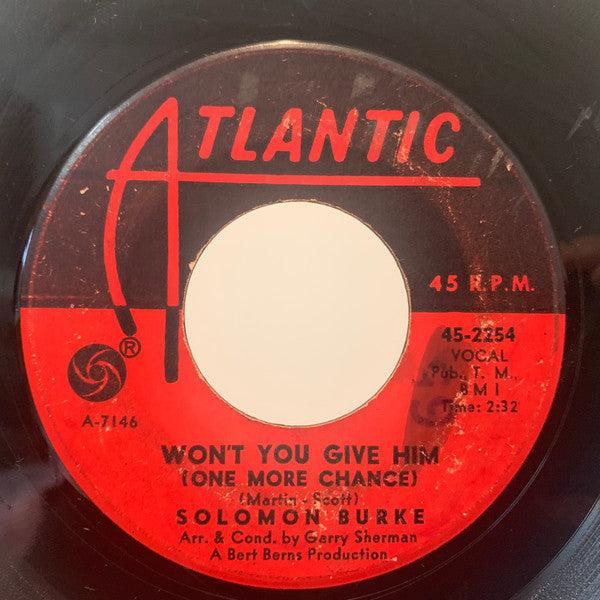 ATLANTIC
45 R.P.M.
45-2254
VOCAL
Pub., T. M.,
BMI
Time: 2:32
®
A-7146
WON'T YOU GIVE HIM
(ONE MORE CHANCE)
(Martin - Scott)
SOLOMON BURKE
Arr. & Cond. by Garry Sherman
A Bert Berns Production